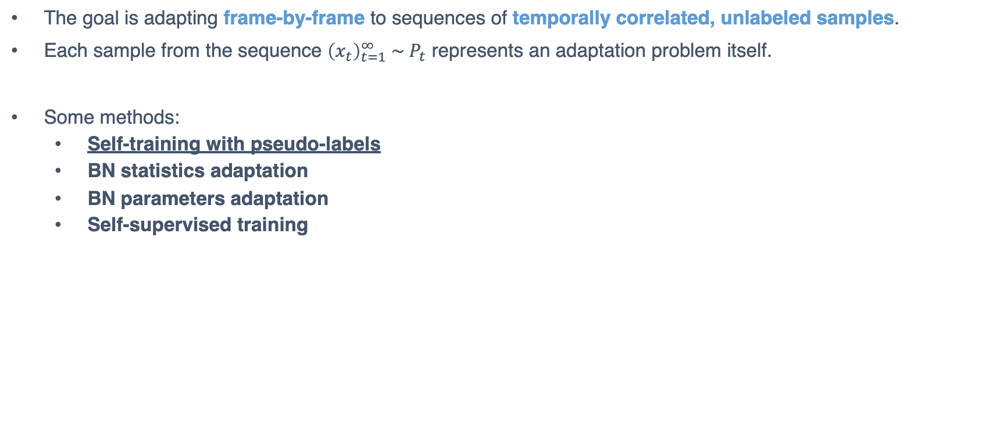 • The goal is adapting frame-by-frame to sequences of temporally correlated, unlabeled samples.
• Each sample from the sequence $(x_t)_{t=1}^{\infty} \sim P_t$ represents an adaptation problem itself.
• Some methods:
• Self-training with pseudo-labels
• BN statistics adaptation
• BN parameters adaptation
• Self-supervised training